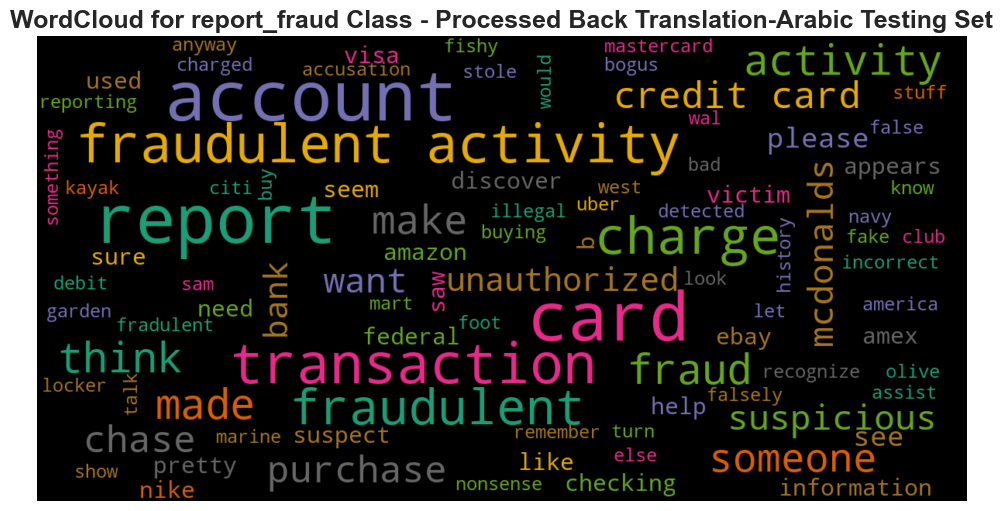 WordCloud for report_fraud Class - Processed Back Translation-Arabic Testing Set
anyway
visa
fishy
mastercard
activity
charged
accusation
stole
would
bogus
used
account
credit card
stuff
reporting
wal
fraudulent activity
please
false
something
bad
appears
kayak
citi
buy
seem
discover
west
victim
mcdonalds
know
report
make
illegal
uber
detected
navy
buying
b
charge
history
fake
club
sure
amazon
incorrect
debit
sam
bank
want
saw
unauthorized
look
garden
need
mart
card
let
america
fradulent
federal
foot
ebay
amex
think
transaction
fraud
recognize
olive
locker
talk
made
fraudulent
help
falsely
assist
suspicious
chase
marine
suspect
remember
turn
see
show
pretty
purchase
like
else
someone
nike
nonsense
checking
information